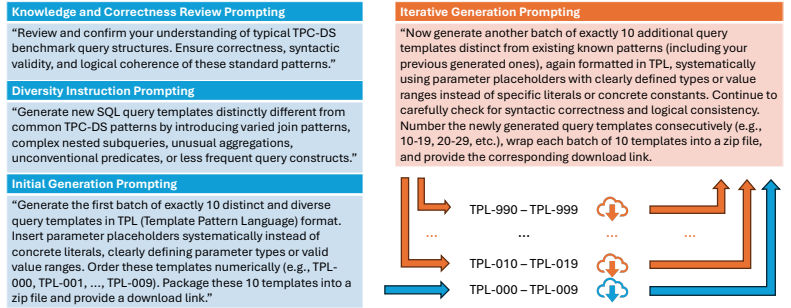 Knowledge and Correctness Review Prompting
“Review and confirm your understanding of typical TPC-DS
benchmark query structures. Ensure correctness, syntactic
validity, and logical coherence of these standard patterns.”
Diversity Instruction Prompting
“Generate new SQL query templates distinctly different from
common TPC-DS patterns by introducing varied join patterns,
complex nested subqueries, unusual aggregations,
unconventional predicates, or less frequent query constructs.”
Initial Generation Prompting
“Generate the first batch of exactly 10 distinct and diverse
query templates in TPL (Template Pattern Language) format.
Insert parameter placeholders systematically instead of
concrete literals, clearly defining parameter types or valid
value ranges. Order these templates numerically (e.g., TPL-
000, TPL-001, ..., TPL-009). Package these 10 templates into a
zip file and provide a download link.”
Iterative Generation Prompting
“Now generate another batch of exactly 10 additional query
templates distinct from existing known patterns (including your
previous generated ones), again formatted in TPL, systematically
using parameter placeholders with clearly defined types or value
ranges instead of specific literals or concrete constants. Continue to
carefully check for syntactic correctness and logical consistency.
Number the newly generated query templates consecutively (e.g.,
10-19, 20-29, etc.), wrap each batch of 10 templates into a zip file,
and provide the corresponding download link.
TPL-990 – TPL-999
... ... ... ...
TPL-010 – TPL-019
TPL-000 – TPL-009